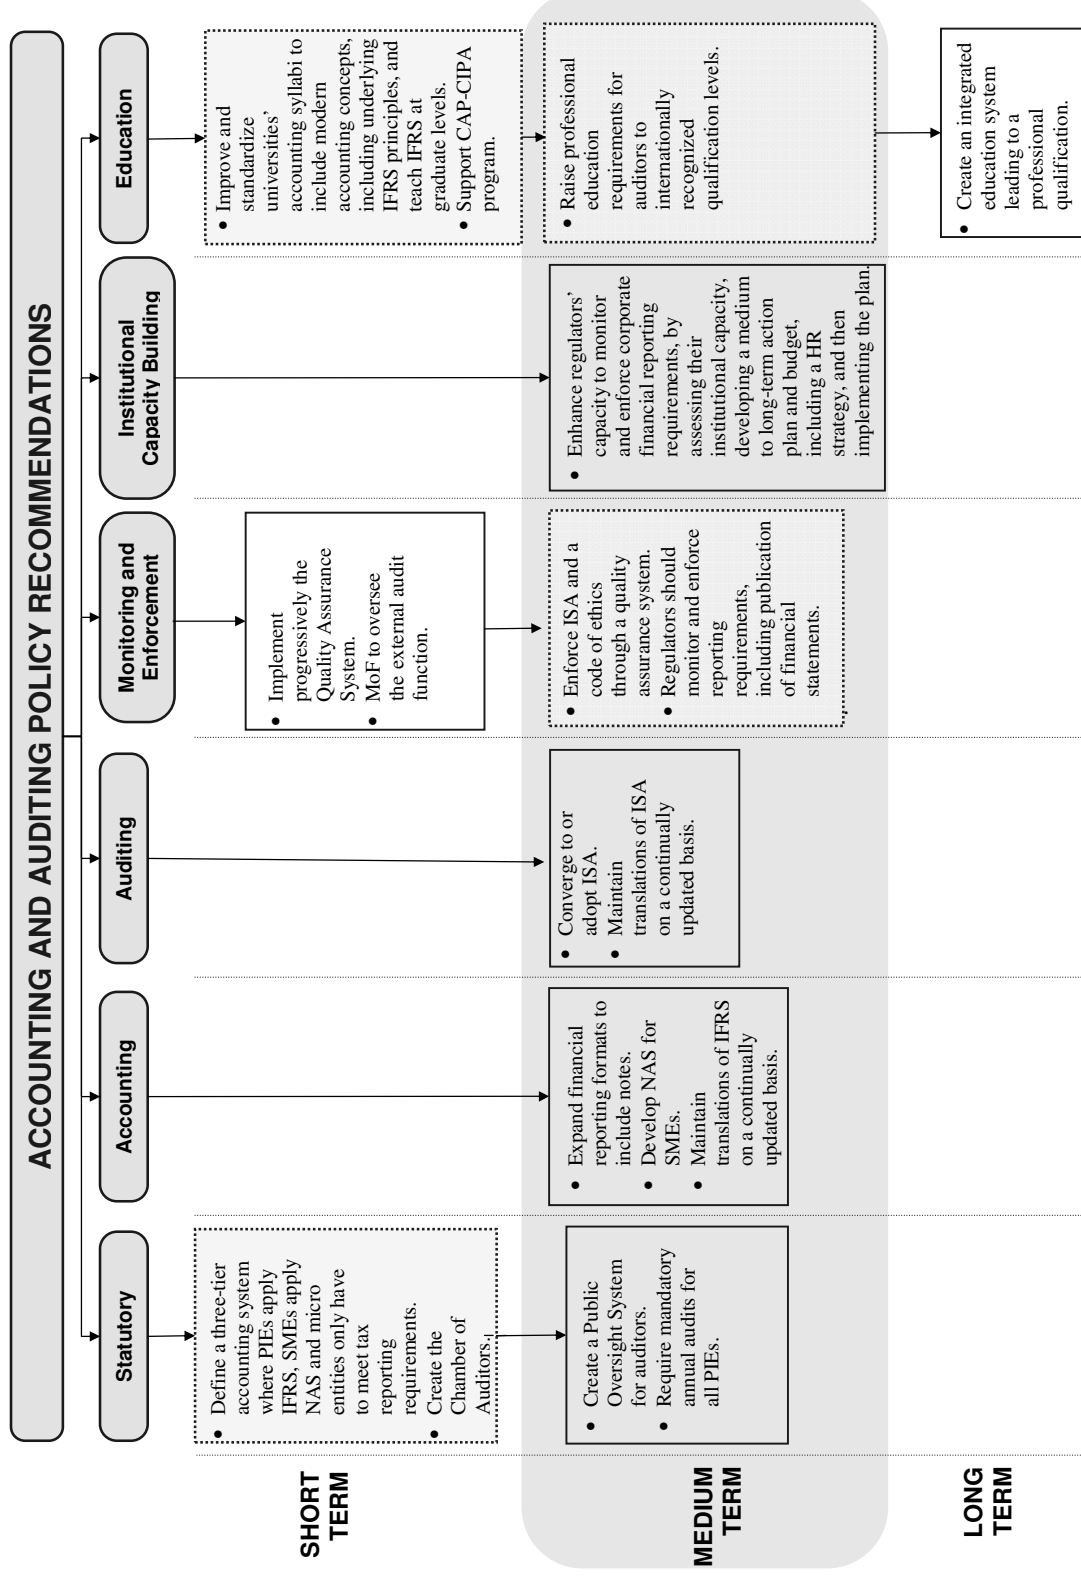 ACCOUNTING AND AUDITING POLICY RECOMMENDATIONS
Statutory
Accounting
Auditing
Monitoring and
Enforcement
Institutional
Capacity Building
Education
SHORT
TERM
• Define a three-tier
accounting system
where PIEs apply
IFRS, SMEs apply
NAS and micro
entities only have
to meet tax
reporting
requirements.
• Create the
Chamber of
Auditors.
• Implement
progressively the
Quality Assurance
System.
• MoF to oversee
the external audit
function.
• Improve and
standardize
universities’
accounting syllabi to
include modern
accounting concepts,
including underlying
IFRS principles, and
teach IFRS at
graduate levels.
• Support CAP-CIPA
program.
MEDIUM
TERM
• Create a Public
Oversight System
for auditors.
• Require mandatory
annual audits for
all PIEs.
• Expand financial
reporting formats to
include notes.
• Develop NAS for
SMEs.
• Maintain
translations of IFRS
on a continually
updated basis.
• Converge to or
adopt ISA.
• Maintain
translations of ISA
on a continually
updated basis.
• Enforce ISA and a
code of ethics
through a quality
assurance system.
• Regulators should
monitor and enforce
reporting
requirements,
including publication
of financial
statements.
• Enhance regulators’
capacity to monitor
and enforce corporate
financial reporting
requirements, by
assessing their
institutional capacity,
developing a medium
to long-term action
plan and budget,
including a HR
strategy, and then
implementing the plan.
• Raise professional
education
requirements for
auditors to
internationally
recognized
qualification levels.
LONG
TERM
• Create an integrated
education system
leading to a
professional
qualification.